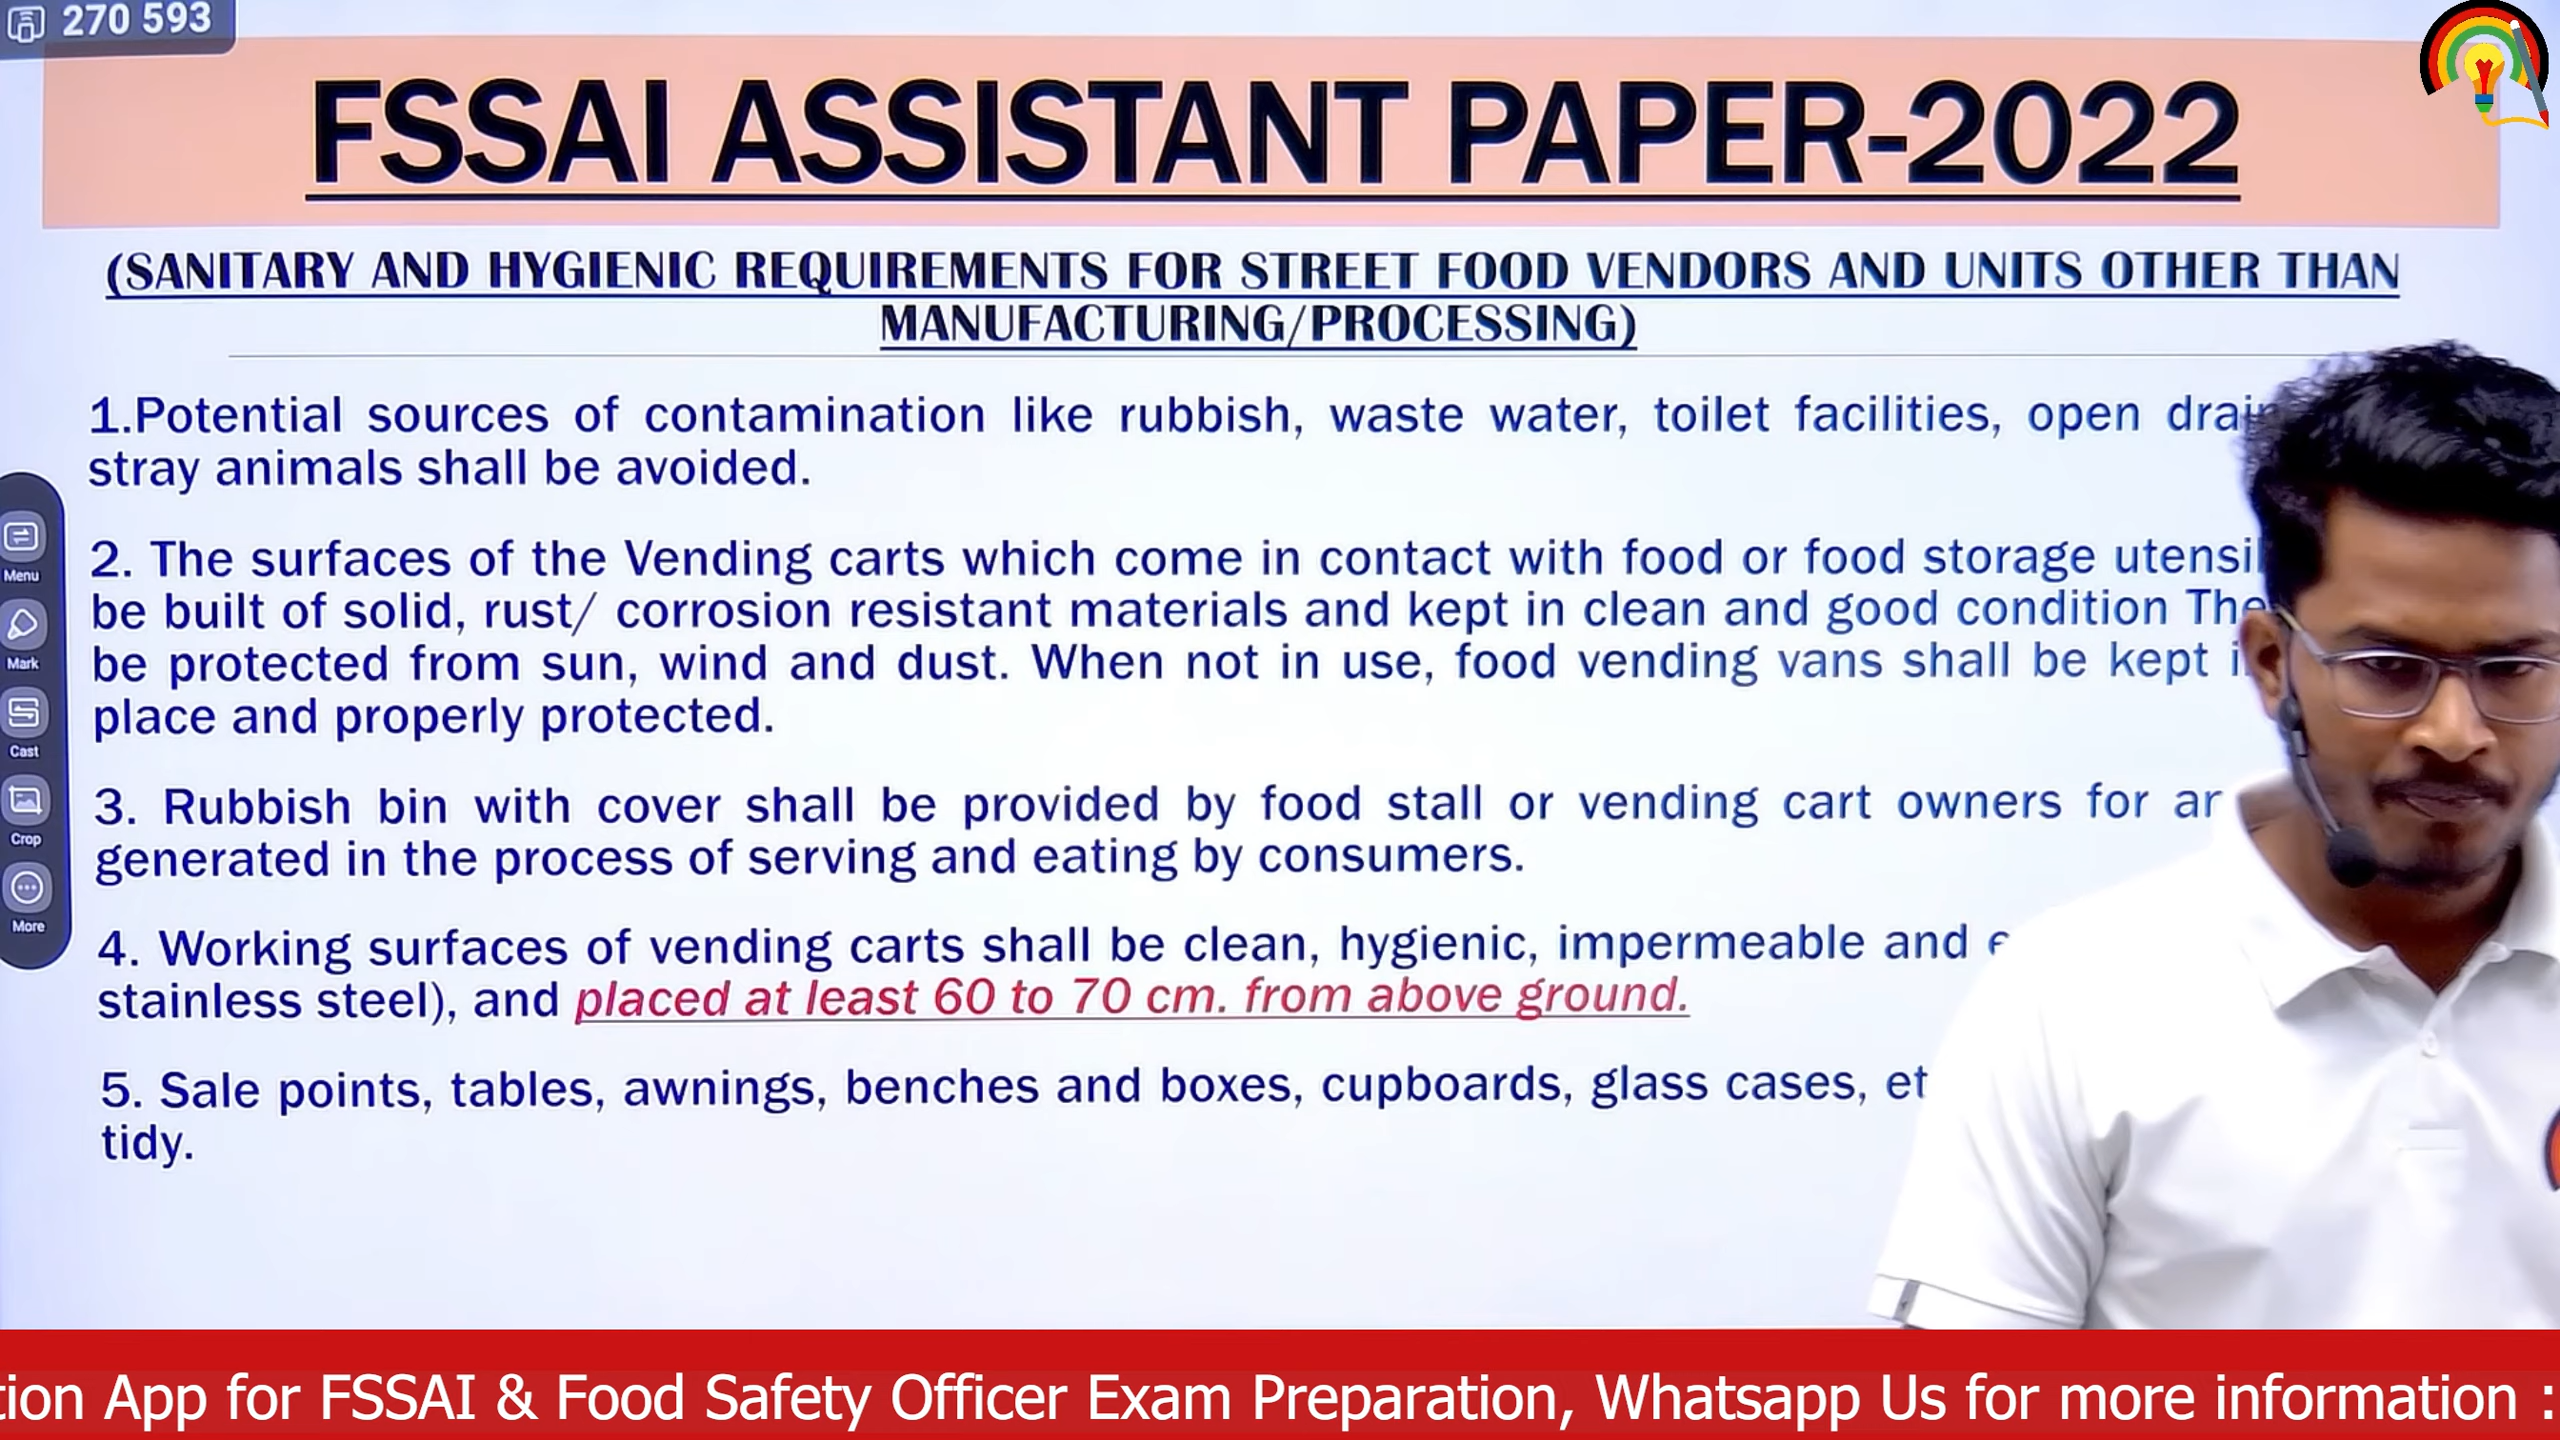 270 593
FSSAI ASSISTANT PAPER-2022
(SANITARY AND HYGIENIC REQUIREMENTS FOR STREET FOOD VENDORS AND UNITS OTHER THAN
MANUFACTURING/PROCESSING)
1.Potential sources of contamination like rubbish, waste water, toilet facilities, open
stray animals shall be avoided.
2. The surfaces of the Vending carts which come in contact with food or food storage
be built of solid, rust/ corrosion resistant materials and kept in clean and good condition
be protected from sun, wind and dust. When not in use, food vending vans shall be kept
place and properly protected.
3. Rubbish bin with cover shall be provided by food stall or vending cart owners for
generated in the process of serving and eating by consumers.
4. Working surfaces of vending carts shall be clean, hygienic, impermeable and
stainless steel), and placed at least 60 to 70 cm. from above ground.
5. Sale points, tables, awnings, benches and boxes, cupboards, glass cases,
tidy.
Menu
Mark
Cast
Crop
More
App for FSSAI & Food Safety Officer Exam Preparation, Whatsapp Us for more information :